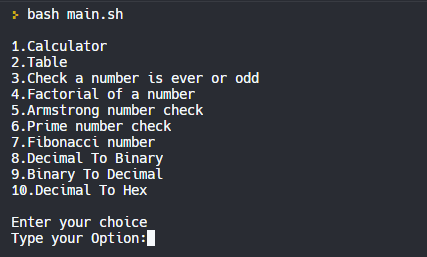 bash main.sh
1.Calculator
2.Table
3.Check a number is ever or odd
4.Factorial of a number
5.Armstrong number check
6.Prime number check
7.Fibonacci number
8.Decimal To Binary
9.Binary To Decimal
10.Decimal To Hex
Enter your choice
Type your Option: